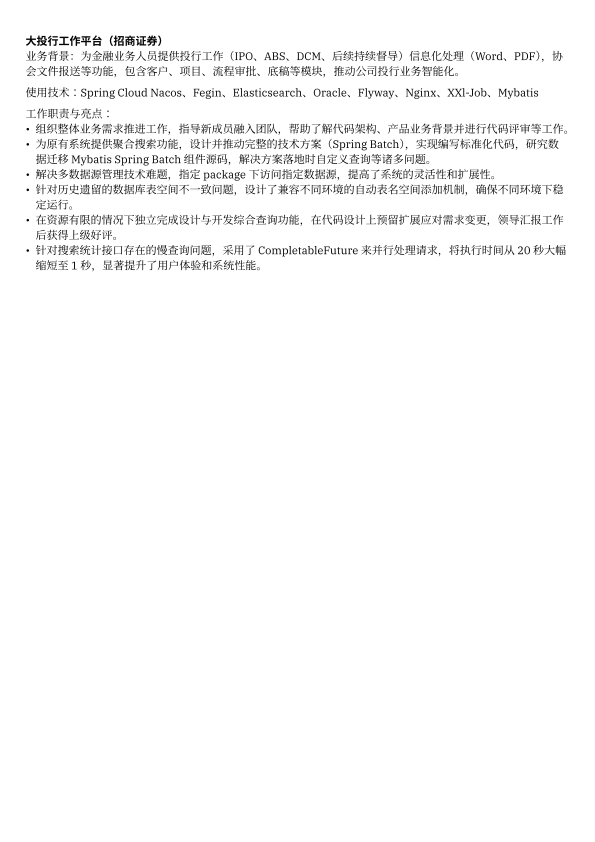 大投行工作平台（招商证券）
业务背景：为金融业务人员提供投行工作（IPO、ABS、DCM、后续持续督导）信息化处理（Word、PDF），协
会文件报送等功能，包含客户、项目、流程审批、底稿等模块，推动公司投行业务智能化。
使用技术：Spring Cloud Nacos、Fegin、Elasticsearch、Oracle、Flyway、Nginx、XXl-Job、Mybatis
工作职责与亮点：
• 组织整体业务需求推进工作，指导新成员融入团队，帮助了解代码架构、产品业务背景并进行代码评审等工作。
• 为原有系统提供聚合搜索功能，设计并推动完整的技术方案（Spring Batch），实现编写标准化代码，研究数
据迁移 Mybatis Spring Batch 组件源码，解决方案落地时自定义查询等诸多问题。
• 解决多数据源管理技术难题，指定 package 下访问指定数据源，提高了系统的灵活性和扩展性。
• 针对历史遗留的数据库表空间不一致问题，设计了兼容不同环境的自动表名空间添加机制，确保不同环境下稳
定运行。
• 在资源有限的情况下独立完成设计与开发综合查询功能，在代码设计上预留扩展应对需求变更，领导汇报工作
后获得上级好评。
• 针对搜索统计接口存在的慢查询问题，采用了 CompletableFuture 来并行处理请求，将执行时间从 20 秒大幅
缩短至 1 秒，显著提升了用户体验和系统性能。